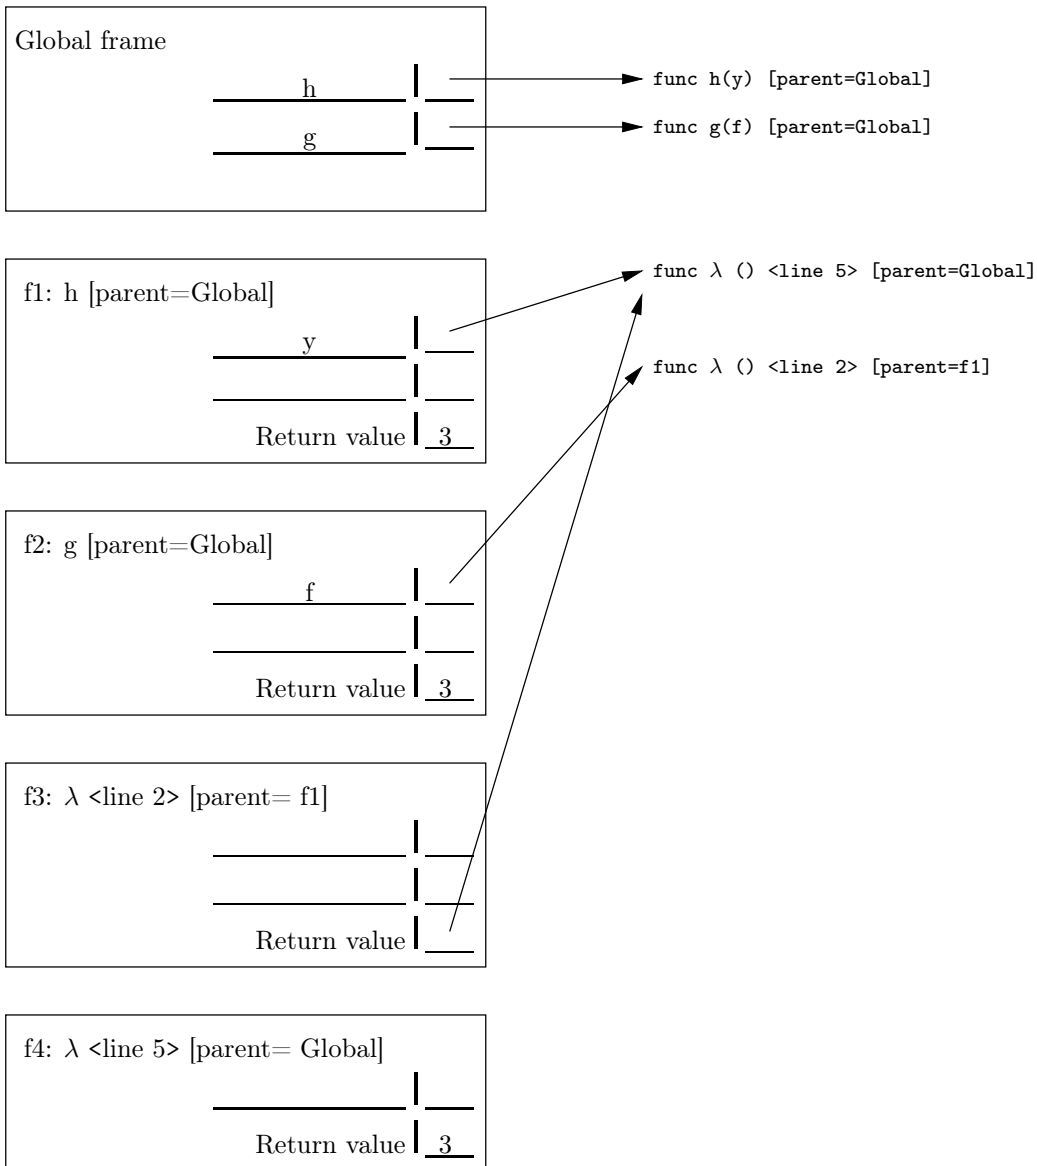 Global frame
h
func h(y) [parent=Global]
g
func g(f) [parent=Global]
func λ () <line 5> [parent=Global]
f1: h [parent=Global]
y
func λ () <line 2> [parent=f1]
Return value 3
f2: g [parent=Global]
f
Return value 3
f3: λ <line 2> [parent= f1]
Return value
f4: λ <line 5> [parent= Global]
Return value 3